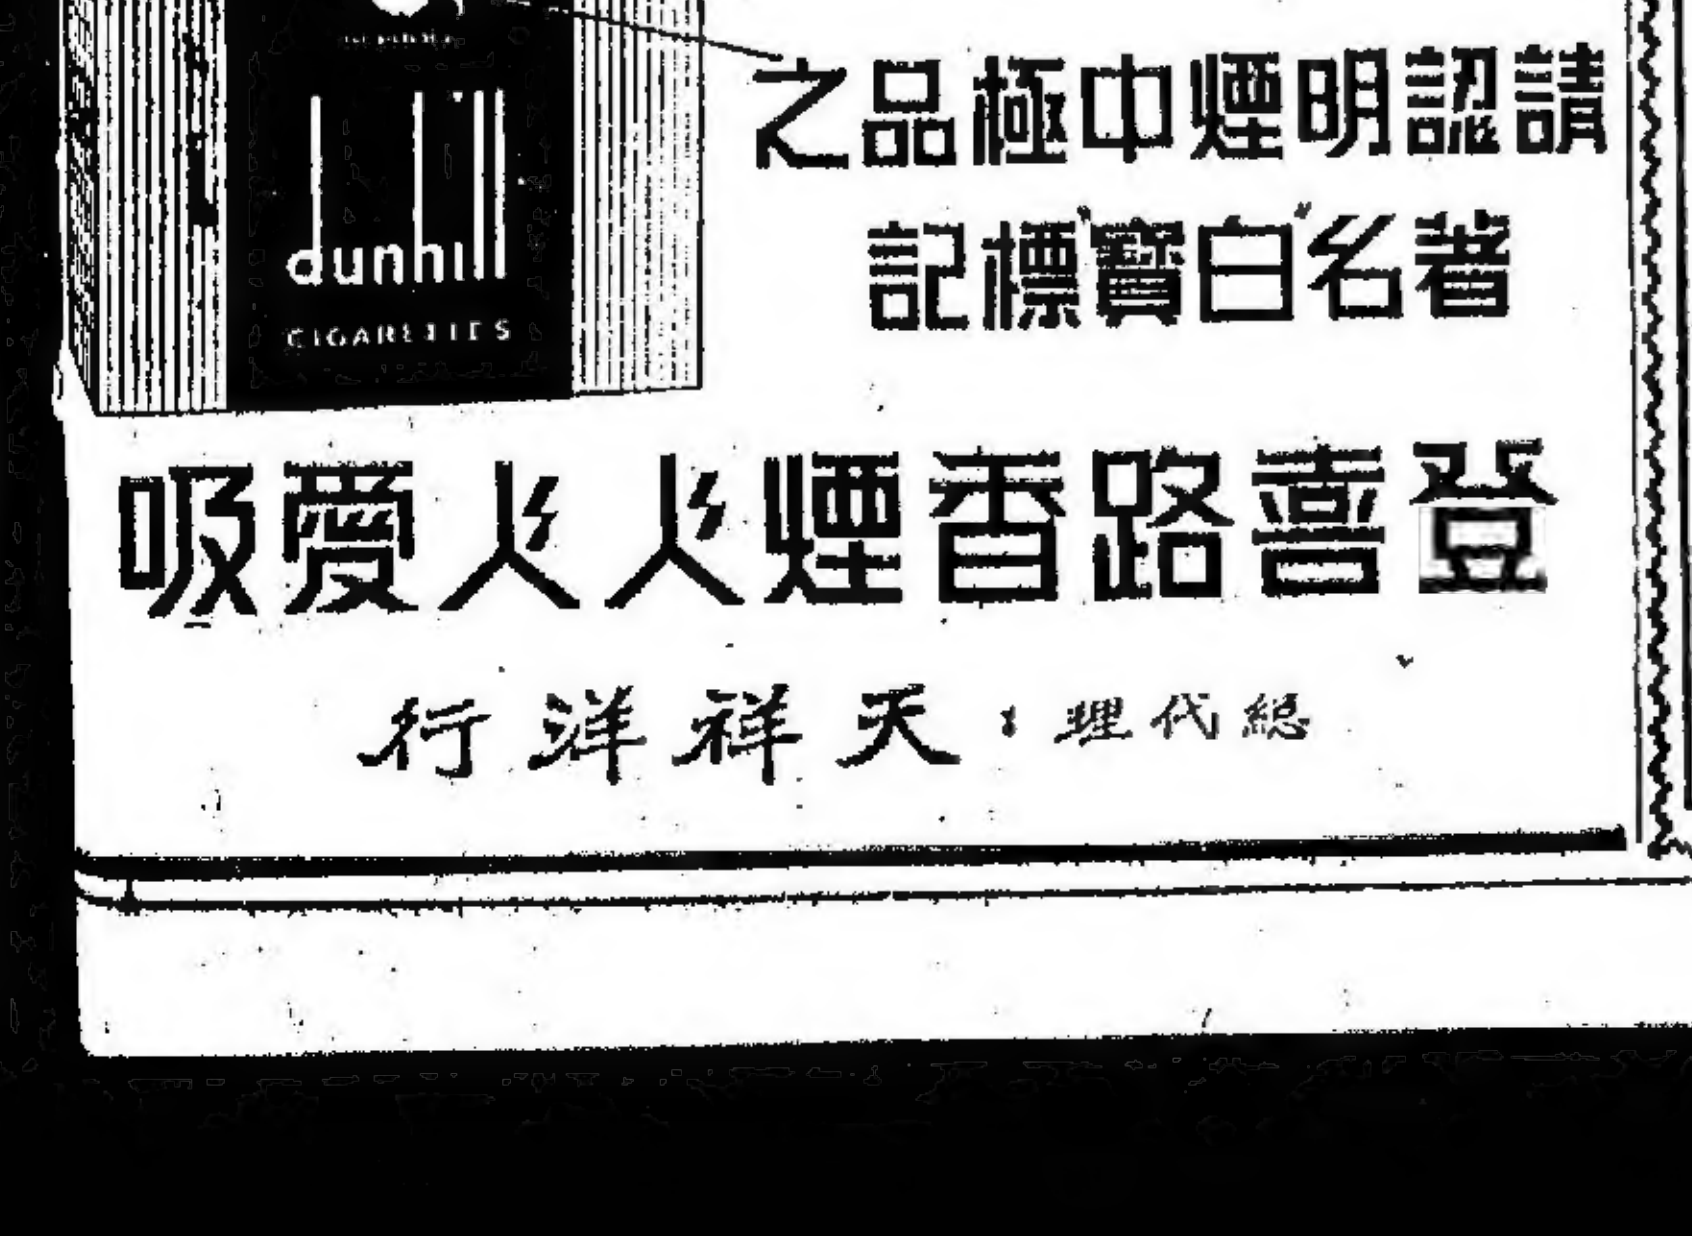 請認明煙中極品之
著名"白寶"標記
dunhill
CIGARETTES
登喜路香煙人人愛吸
総代理：天祥洋行